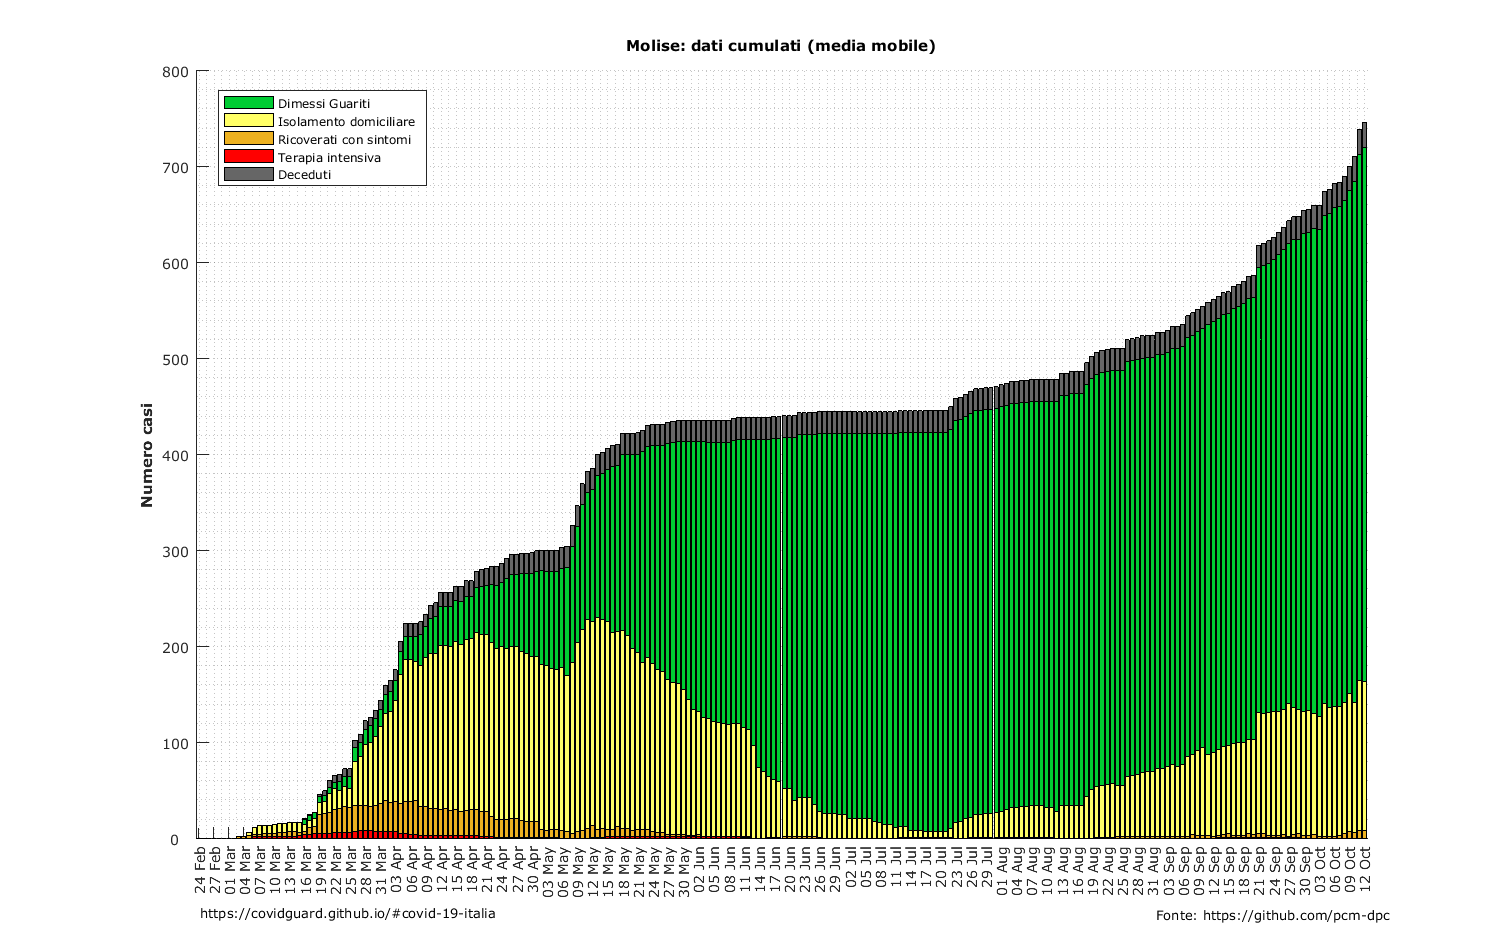 Molise: dati cumulati (media mobile)
800
700
600
500
400
300
200
100
0
Numero casi
Dimessi Guariti
Isolamento domiciliare
Ricoverati con sintomi
Terapia intensiva
Deceduti
24 Feb
27 Feb
01 Mar
04 Mar
07 Mar
10 Mar
13 Mar
16 Mar
19 Mar
22 Mar
25 Mar
28 Mar
31 Mar
03 Apr
06 Apr
09 Apr
12 Apr
15 Apr
18 Apr
21 Apr
24 Apr
27 Apr
30 Apr
03 May
06 May
09 May
12 May
15 May
18 May
21 May
24 May
27 May
30 May
02 Jun
05 Jun
08 Jun
11 Jun
14 Jun
17 Jun
20 Jun
23 Jun
26 Jun
29 Jun
02 Jul
05 Jul
08 Jul
11 Jul
14 Jul
17 Jul
20 Jul
23 Jul
26 Jul
29 Jul
01 Aug
04 Aug
07 Aug
10 Aug
13 Aug
16 Aug
19 Aug
22 Aug
25 Aug
28 Aug
31 Aug
03 Sep
06 Sep
09 Sep
12 Sep
15 Sep
18 Sep
21 Sep
24 Sep
27 Sep
30 Sep
03 Oct
06 Oct
09 Oct
12 Oct
https://covidguard.github.io/#covid-19-italia
Fonte: https://github.com/pcm-dpc